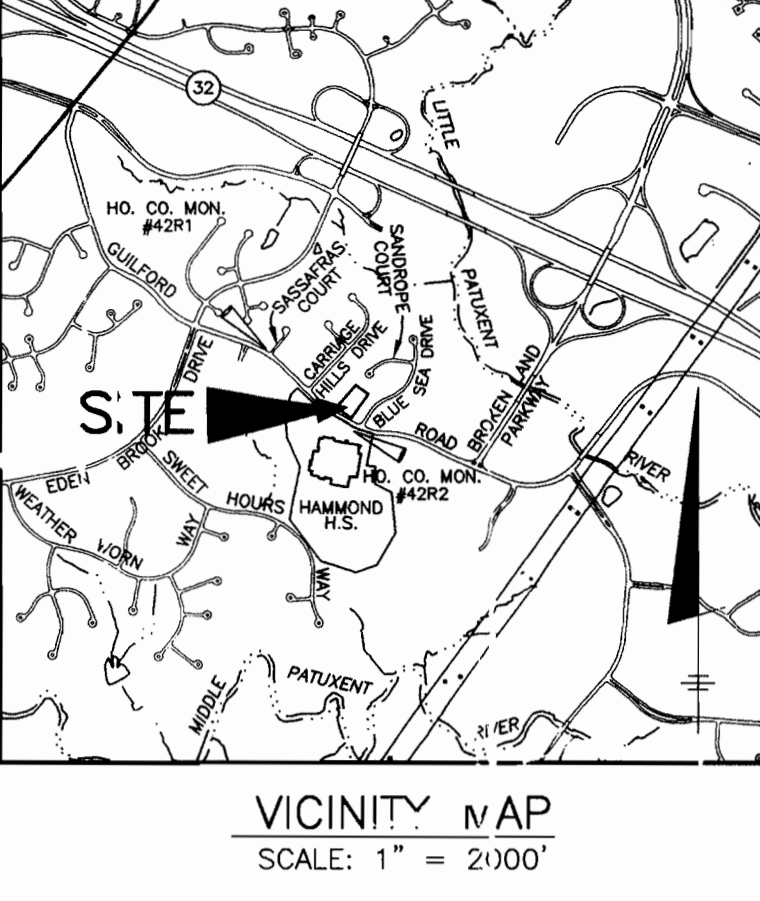 32
LITTLE
PATUXENT
RIVER
HO. CO. MON.
#42R1
GUILFORD
ROAD
SASSAFRAS
COURT
SANDROPE
COURT
CARRIAGE
HILLS DRIVE
BLUE SEA DRIVE
BROKEN LAND
PARKWAY
SITE
EDEN BROOK DRIVE
HO. CO. MON.
#42R2
HAMMOND
H.S.
SWEET HOURS WAY
WEATHER WORN WAY
MIDDLE PATUXENT RIVER
VICINITY MAP
SCALE: 1" = 2000'